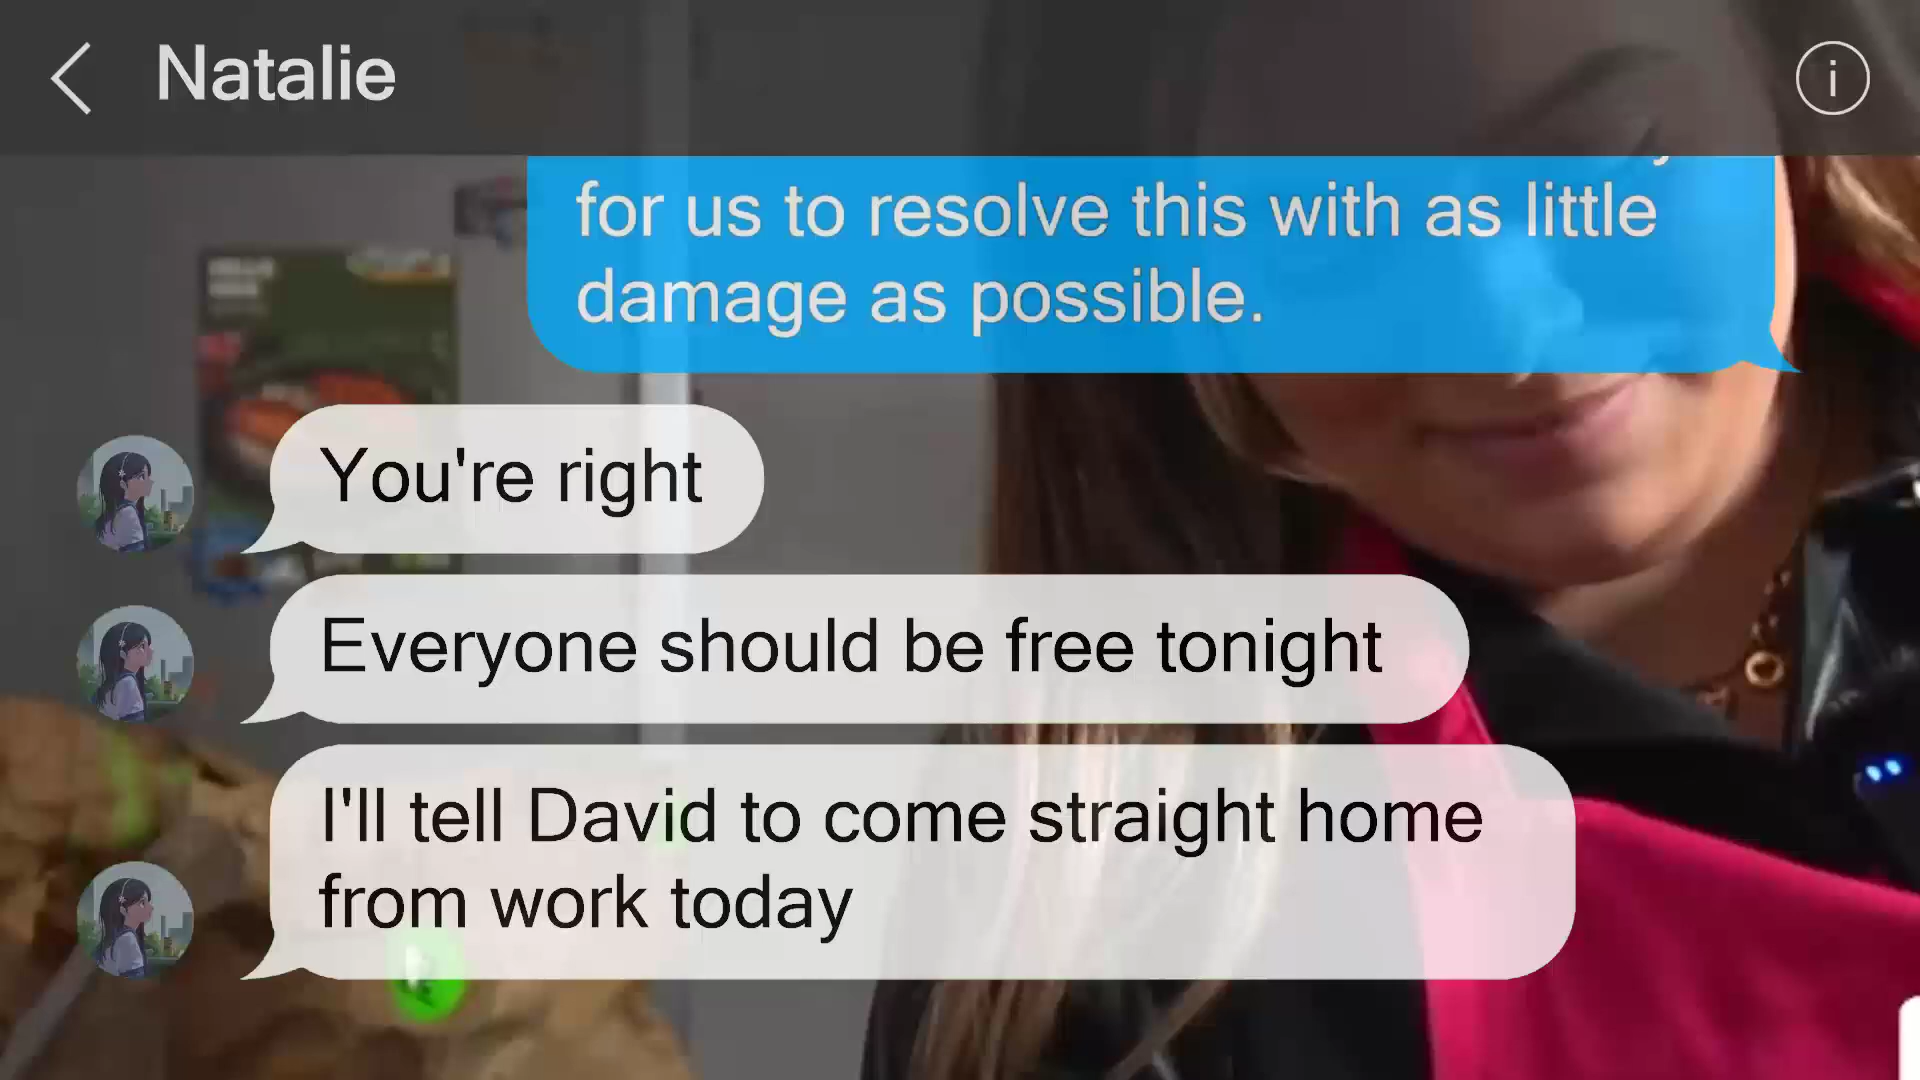 Natalie
for us to resolve this with as little
damage as possible.
You're right
Everyone should be free tonight
I'll tell David to come straight home
from work today